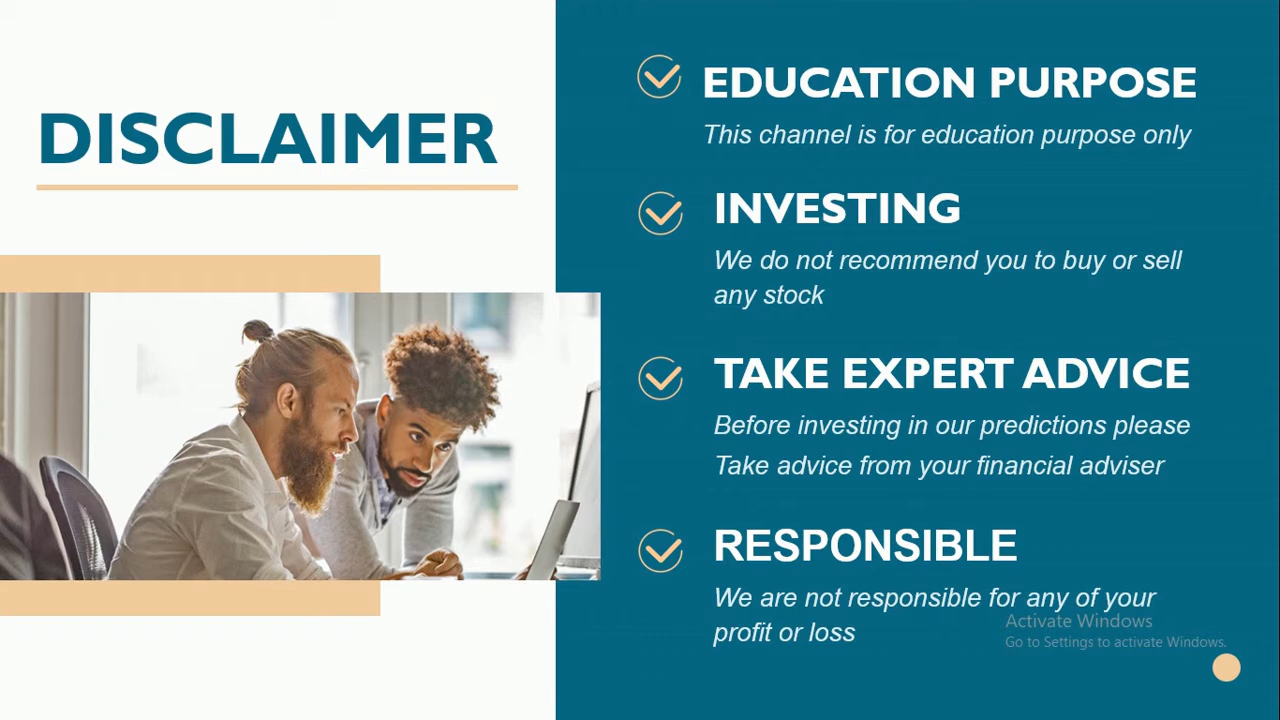 DISCLAIMER
EDUCATION PURPOSE
This channel is for education purpose only
INVESTING
We do not recommend you to buy or sell
any stock
TAKE EXPERT ADVICE
Before investing in our predictions please
Take advice from your financial adviser
RESPONSIBLE
We are not responsible for any of your
profit or loss
Activate Windows
Go to Settings to activate Windows.